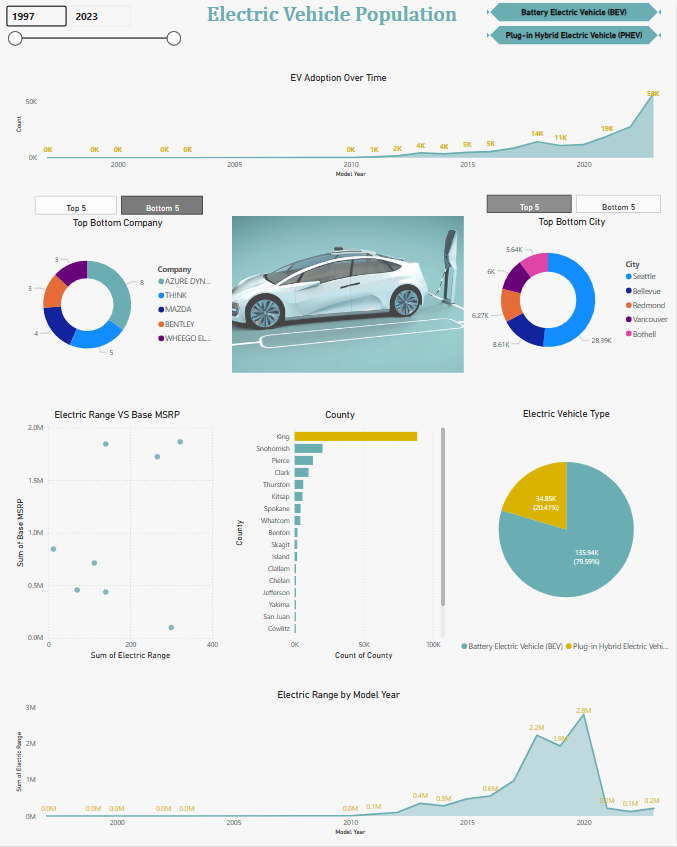 1997
2023
Electric Vehicle Population
Battery Electric Vehicle (BEV)
Plug-in Hybrid Electric Vehicle (PHEV)
EV Adoption Over Time
Count
50K
0K
0K
0K
0K
0K
0K
0K
1K
2K
4K
4K
5K
5K
14K
11K
19K
2000
2005
2010
2015
2020
Model Year
Top 5
Bottom 5
Top Bottom Company
3
3
4
5
8
Company
AZURE DYN...
THINK
MAZDA
BENTLEY
WHEEGO EL...
Top 5
Bottom 5
Top Bottom City
5.64K
6K
6.27K
8.61K
28.59K
City
Seattle
Bellevue
Redmond
Vancouver
Bothell
Electric Range VS Base MSRP
Sum of Base MSRP
2.0M
1.5M
1.0M
0.5M
0.0M
0
200
400
Sum of Electric Range
County
County
King
Snohomish
Pierce
Clark
Thurston
Kitsap
Spokane
Whatcom
Benton
Skagit
Island
Clallam
Chelan
Jefferson
Yakima
San Juan
Cowlitz
0K
50K
100K
Count of County
Electric Vehicle Type
34.85K
(20.41%)
135.94K
(79.59%)
Battery Electric Vehicle (BEV)
Plug-in Hybrid Electric Vehi...
Electric Range by Model Year
Sum of Electric Range
3M
2M
1M
0M
0.0M
0.0M
0.0M
0.0M
0.0M
0.0M
0.1M
0.4M
0.3M
0.6M
2.2M
1.9M
2.8M
0.1M
0.2M
2000
2005
2010
2015
2020
Model Year